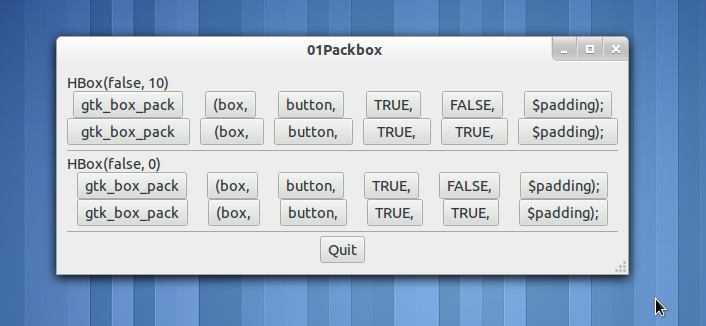 01Packbox
HBox(false, 10)
gtk_box_pack (box, button, TRUE, FALSE, $padding);
gtk_box_pack (box, button, TRUE, TRUE, $padding);
HBox(false, 0)
gtk_box_pack (box, button, TRUE, FALSE, $padding);
gtk_box_pack (box, button, TRUE, TRUE, $padding);
Quit